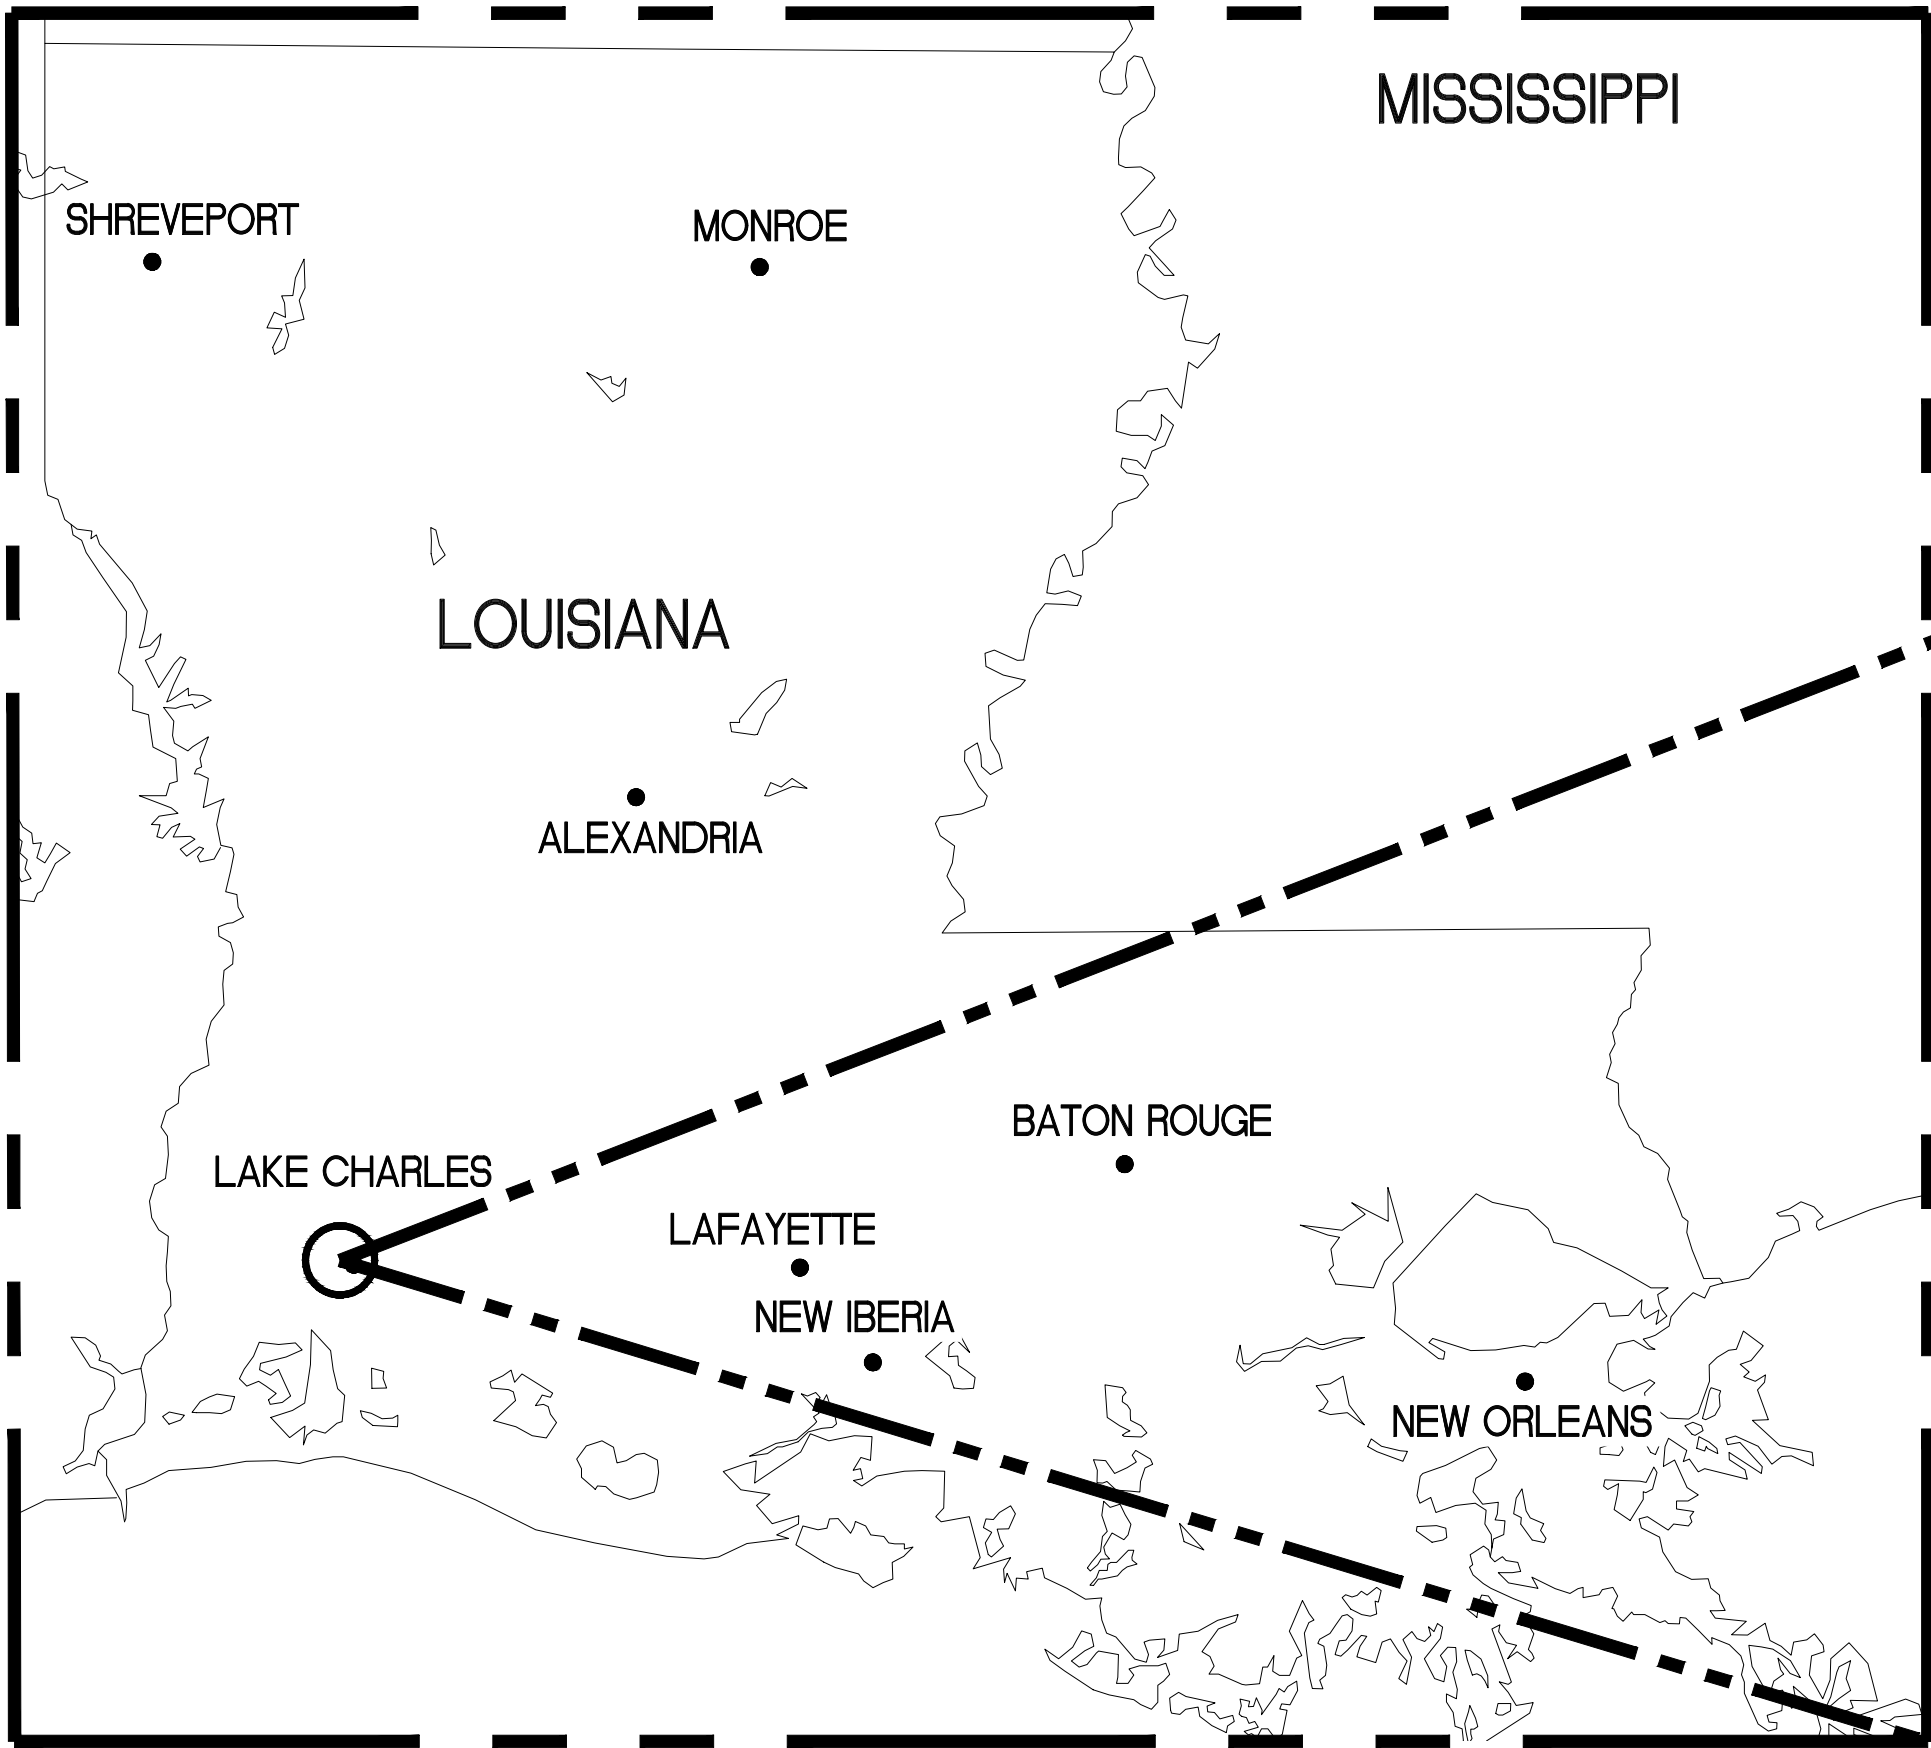 MISSISSIPPI
SHREVEPORT
MONROE
LOUISIANA
ALEXANDRIA
BATON ROUGE
LAKE CHARLES
LAFAYETTE
NEW IBERIA
NEW ORLEANS